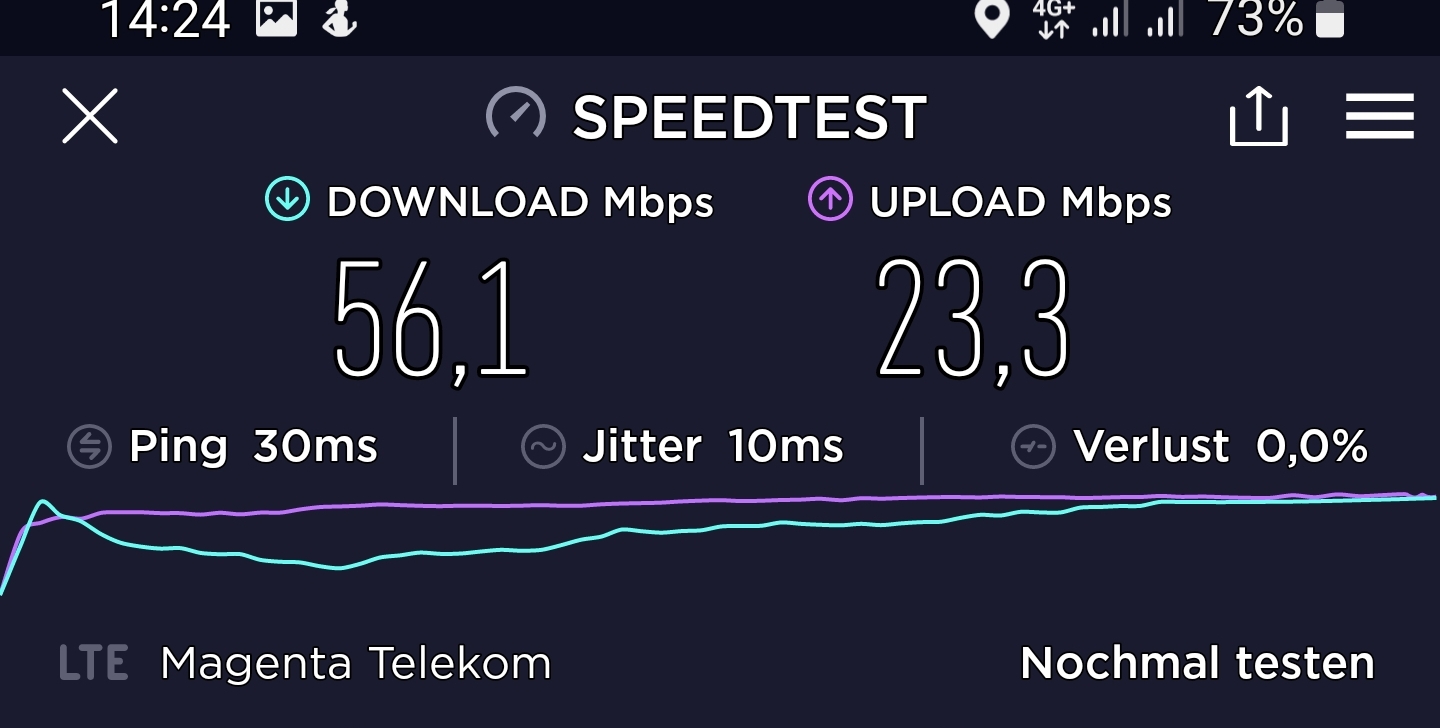 14:24 4G+ 73%
SPEEDTEST
DOWNLOAD Mbps UPLOAD Mbps
56,1 23,3
Ping 30ms Jitter 10ms Verlust 0,0%
LTE Magenta Telekom Nochmal testen